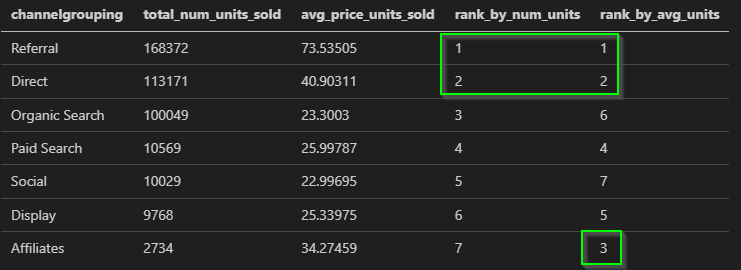 channelgrouping total_num_units_sold avg_price_units_sold rank_by_num_units rank_by_avg_units
Referral 168372 73.53505 1 1
Direct 113171 40.90311 2 2
Organic Search 100049 23.3003 3 6
Paid Search 10569 25.99787 4 4
Social 10029 22.99695 5 7
Display 9768 25.33975 6 5
Affiliates 2734 34.27459 7 3